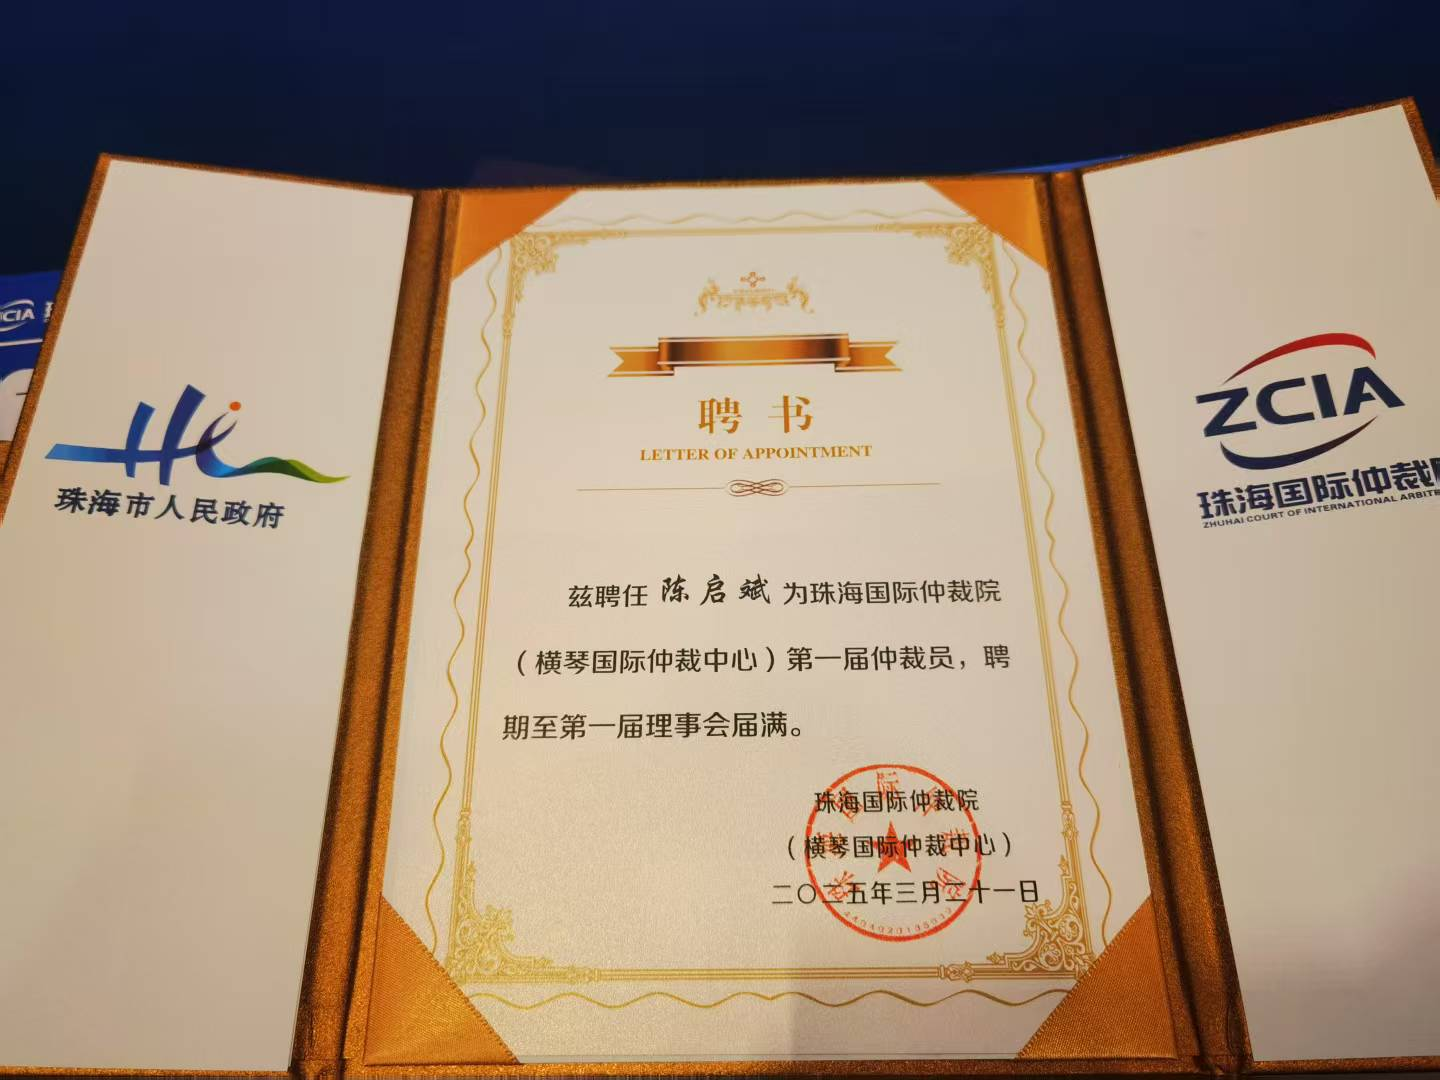 CIA
珠海市人民政府
聘书
LETTER OF APPOINTMENT
兹聘任 陈启斌 为珠海国际仲裁院
（横琴国际仲裁中心）第一届仲裁员，聘
期至第一届理事会届满。
珠海国际仲裁院
（横琴国际仲裁中心）
二〇二五年三月二十一日
ZCIA
珠海国际仲裁
ZHUHAI COURT OF INTERNATIONAL ARBITR